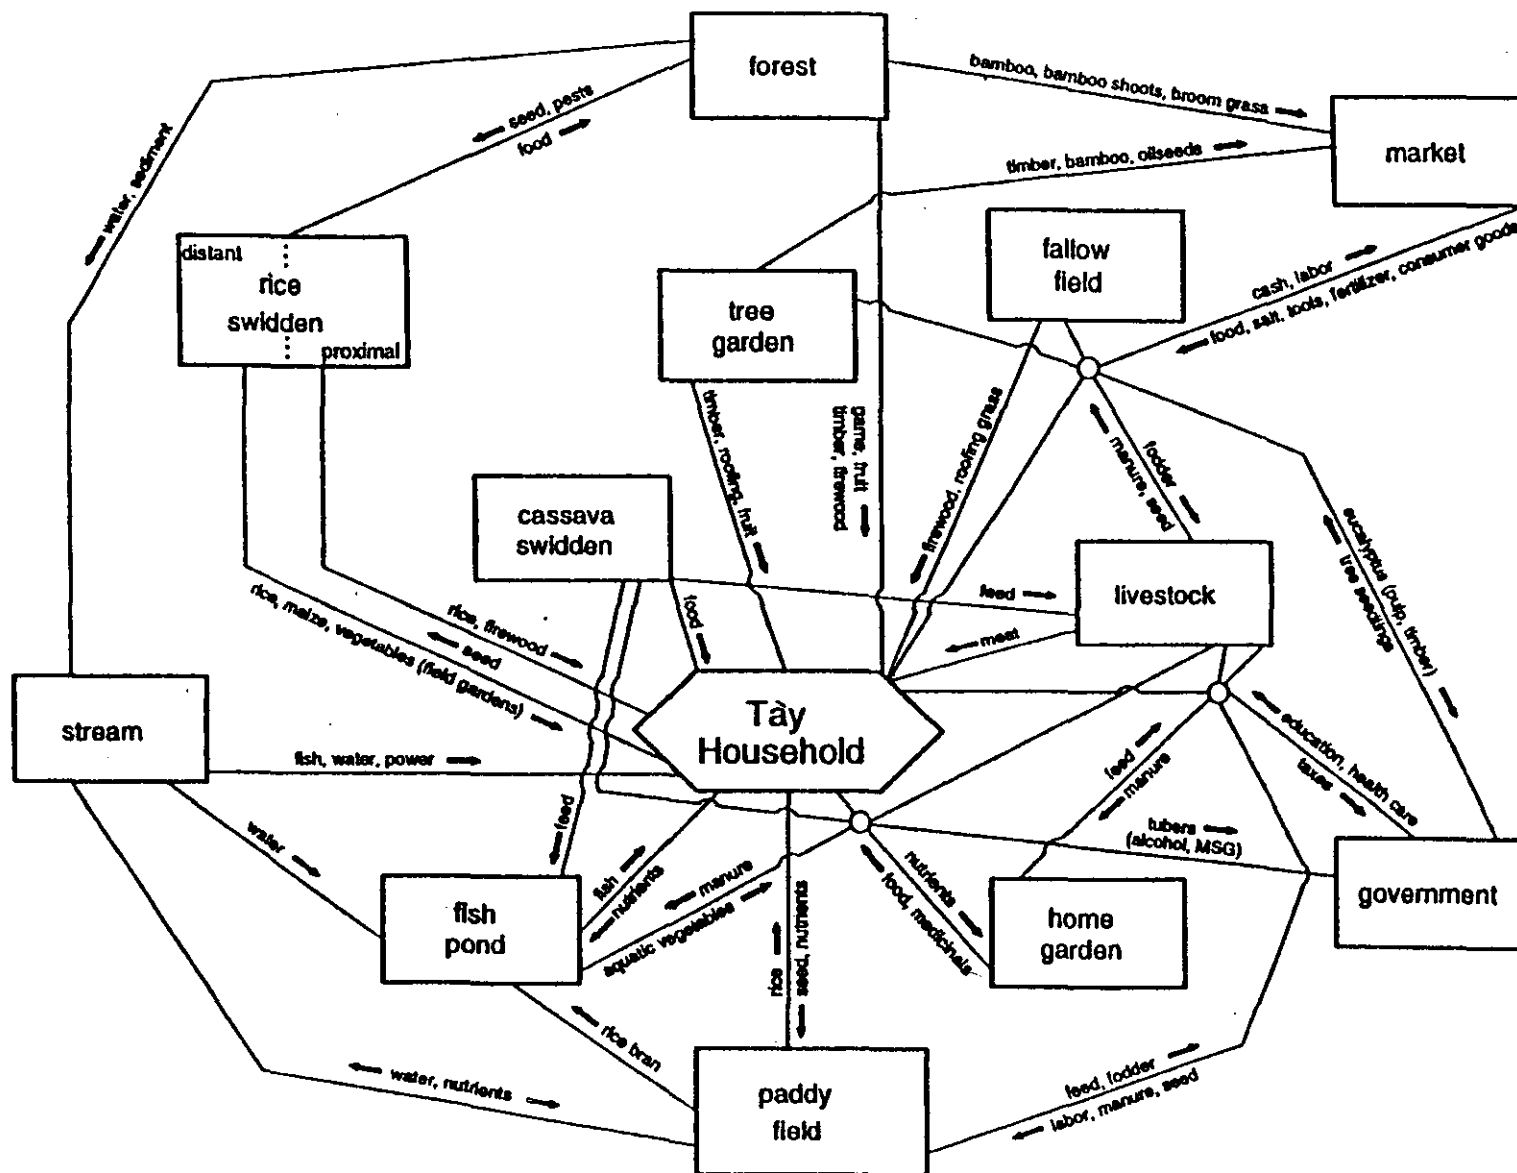 forest
bamboo, bamboo shoots, broom grass
market
seed, pests
food
timber, bamboo, oilseeds
water, sediment
distant
rice
swidden
proximal
tree
garden
fallow
field
cash, labor
food, salt, tools, fertilizer, consumer goods
timber, roofing, fruit
game, fruit
timber, firewood
firewood, roofing grass
fodder
manure, seed
eucalyptus (pulp, timber)
tree seedlings
cassava
swidden
food
feed
livestock
meat
rice, firewood
seed
rice, maize, vegetables (field gardens)
stream
Tày
Household
fish, water, power
feed
manure
education, health care
taxes
feed
water
tubers
(alcohol, MSG)
government
fish
nutrients
manure
aquatic vegetables
nutrients
food, medicinals
fish
pond
home
garden
rice
seed, nutrients
rice bran
water, nutrients
paddy
field
feed, fodder
labor, manure, seed